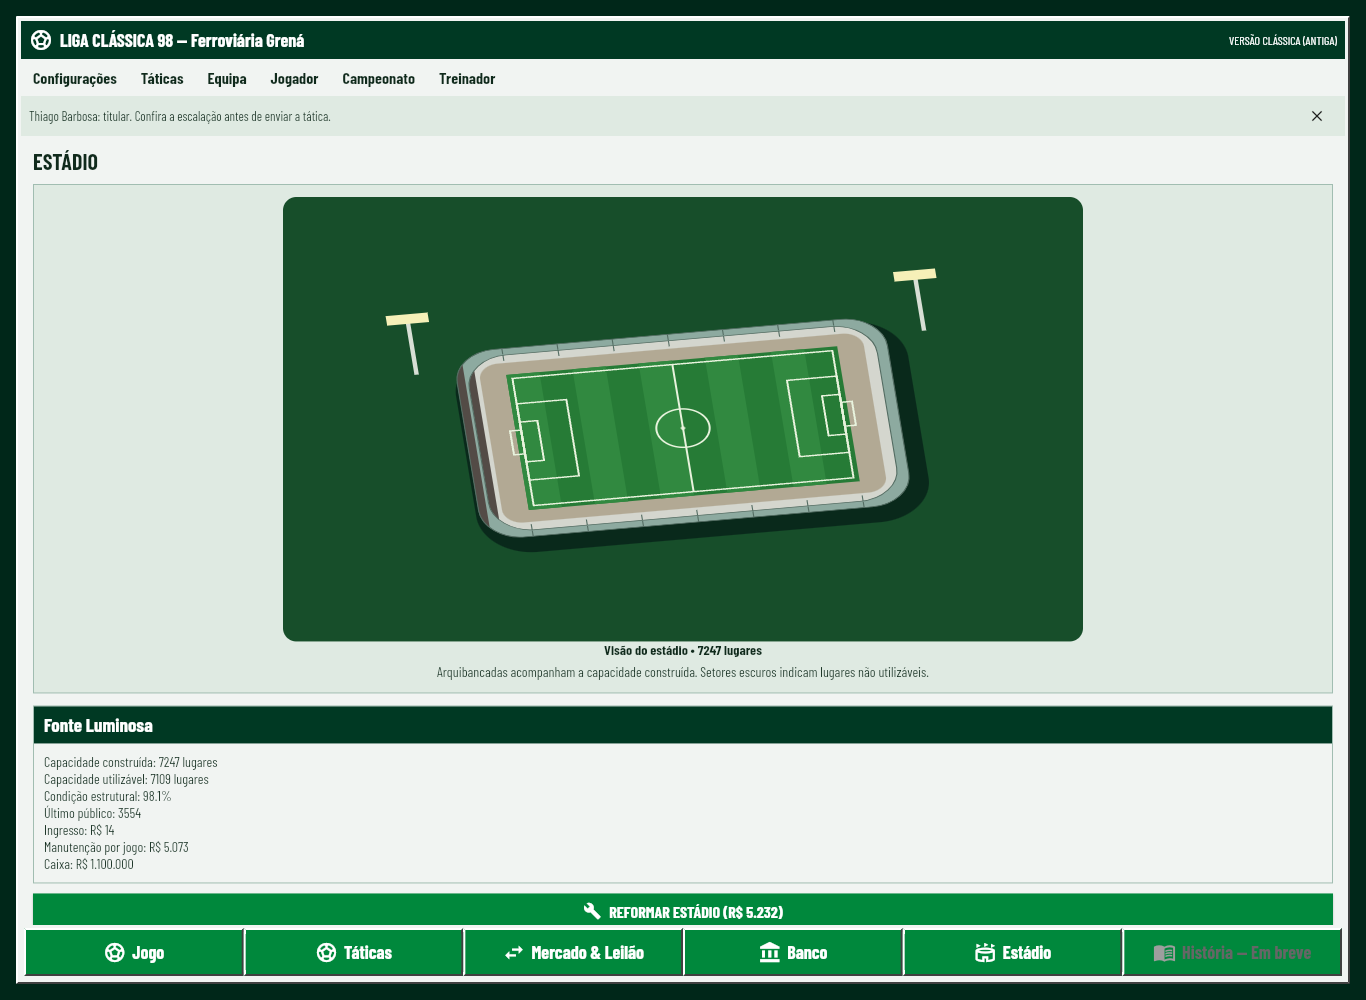 LIGA CLÁSSICA 98 — Ferroviária Grená
VERSÃO CLÁSSICA (ANTIGA)
Configurações Táticas Equipa Jogador Campeonato Treinador
Thiago Barbosa: titular. Confira a escalação antes de enviar a tática.
ESTÁDIO
Visão do estádio • 7247 lugares
Arquibancadas acompanham a capacidade construída. Setores escuros indicam lugares não utilizáveis.
Fonte Luminosa
Capacidade construída: 7247 lugares
Capacidade utilizável: 7109 lugares
Condição estrutural: 98.1%
Último público: 3554
Ingresso: R$ 14
Manutenção por jogo: R$ 5.073
Caixa: R$ 1.100.000
REFORMAR ESTÁDIO (R$ 5.232)
Jogo Táticas Mercado & Leilão Banco Estádio História — Em breve